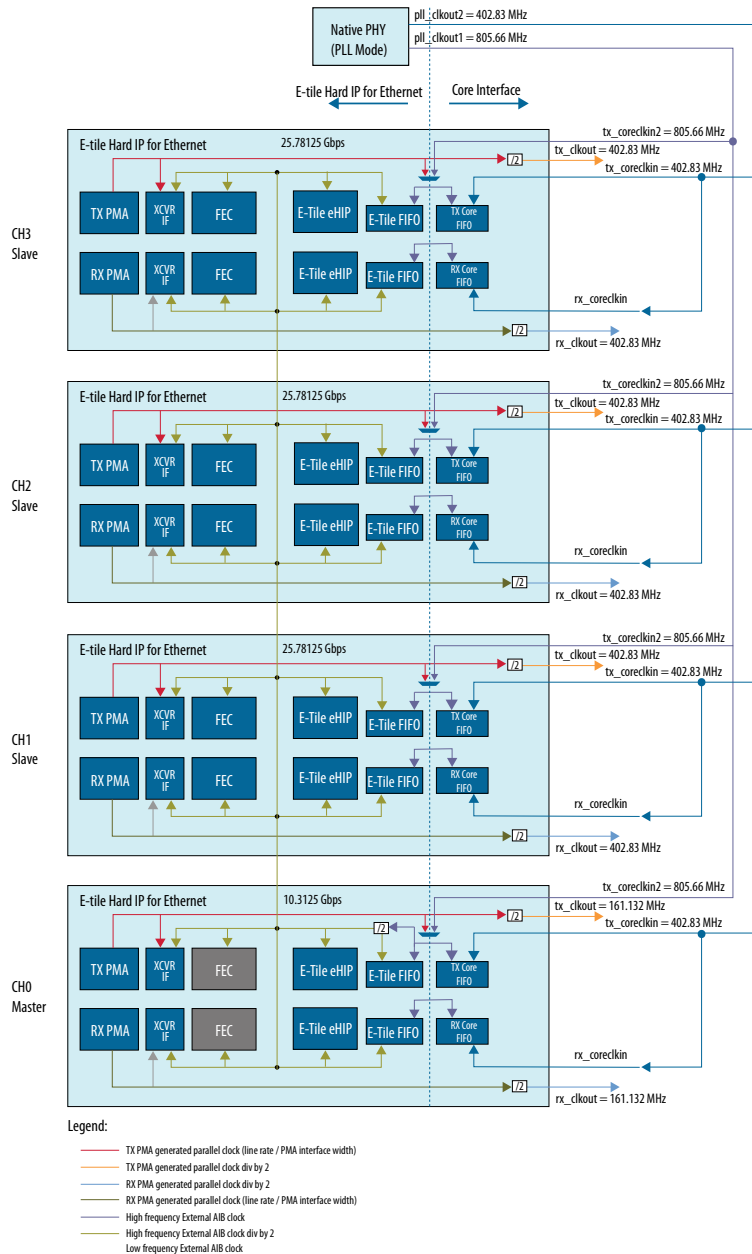 pll_clkout2 = 402.83 MHz
Native PHY
(PLL Mode)
pll_clkout1 = 805.66 MHz
E-tile Hard IP for Ethernet
Core Interface
tx_coreclkin2 = 805.66 MHz
E-tile Hard IP for Ethernet
25.78125 Gbps
tx_clkout = 402.83 MHz
/2
tx_coreclkin = 402.83 MHz
TX PMA
XCVR
IF
FEC
E-Tile eHIP
E-Tile FIFO
TX Core
FIFO
CH3
Slave
RX PMA
XCVR
IF
FEC
E-Tile eHIP
E-Tile FIFO
RX Core
FIFO
rx_coreclkin
/2
rx_clkout = 402.83 MHz
tx_coreclkin2 = 805.66 MHz
E-tile Hard IP for Ethernet
25.78125 Gbps
tx_clkout = 402.83 MHz
/2
tx_coreclkin = 402.83 MHz
TX PMA
XCVR
IF
FEC
E-Tile eHIP
E-Tile FIFO
TX Core
FIFO
CH2
Slave
RX PMA
XCVR
IF
FEC
E-Tile eHIP
E-Tile FIFO
RX Core
FIFO
rx_coreclkin
/2
rx_clkout = 402.83 MHz
tx_coreclkin2 = 805.66 MHz
E-tile Hard IP for Ethernet
25.78125 Gbps
tx_clkout = 402.83 MHz
/2
tx_coreclkin = 402.83 MHz
TX PMA
XCVR
IF
FEC
E-Tile eHIP
E-Tile FIFO
TX Core
FIFO
CH1
Slave
RX PMA
XCVR
IF
FEC
E-Tile eHIP
E-Tile FIFO
RX Core
FIFO
rx_coreclkin
/2
rx_clkout = 402.83 MHz
tx_coreclkin2 = 805.66 MHz
E-tile Hard IP for Ethernet
10.3125 Gbps
tx_clkout = 161.132 MHz
/2
/2
tx_coreclkin = 402.83 MHz
TX PMA
XCVR
IF
FEC
E-Tile eHIP
E-Tile FIFO
TX Core
FIFO
CH0
Master
RX PMA
XCVR
IF
FEC
E-Tile eHIP
E-Tile FIFO
RX Core
FIFO
rx_coreclkin
/2
rx_clkout = 161.132 MHz
Legend:
TX PMA generated parallel clock (line rate / PMA interface width)
TX PMA generated parallel clock div by 2
RX PMA generated parallel clock div by 2
RX PMA generated parallel clock (line rate / PMA interface width)
High frequency External AIB clock
High frequency External AIB clock div by 2
Low frequency External AIB clock